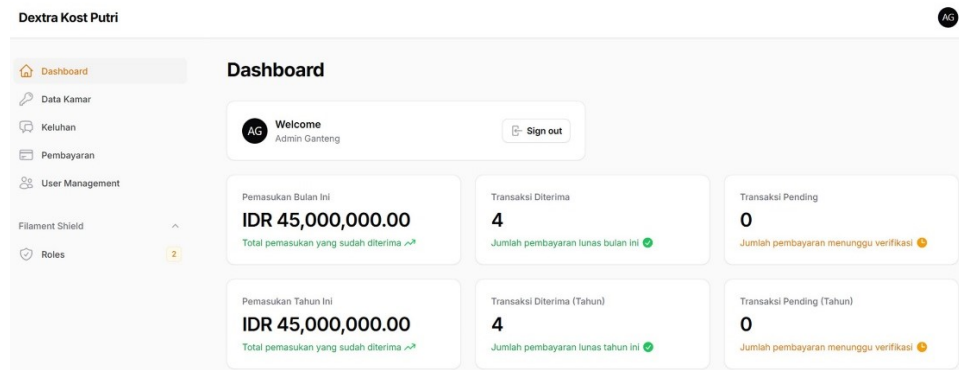 Dextra Kost Putri
AG
Dashboard
Data Kamar
Keluhan
Pembayaran
User Management
Filament Shield
Roles 2
Dashboard
AG
Welcome
Admin Ganteng
Sign out
Pemasukan Bulan Ini
IDR 45,000,000.00
Total pemasukan yang sudah diterima
Transaksi Diterima
4
Jumlah pembayaran lunas bulan ini
Transaksi Pending
0
Jumlah pembayaran menunggu verifikasi
Pemasukan Tahun Ini
IDR 45,000,000.00
Total pemasukan yang sudah diterima
Transaksi Diterima (Tahun)
4
Jumlah pembayaran lunas tahun ini
Transaksi Pending (Tahun)
0
Jumlah pembayaran menunggu verifikasi